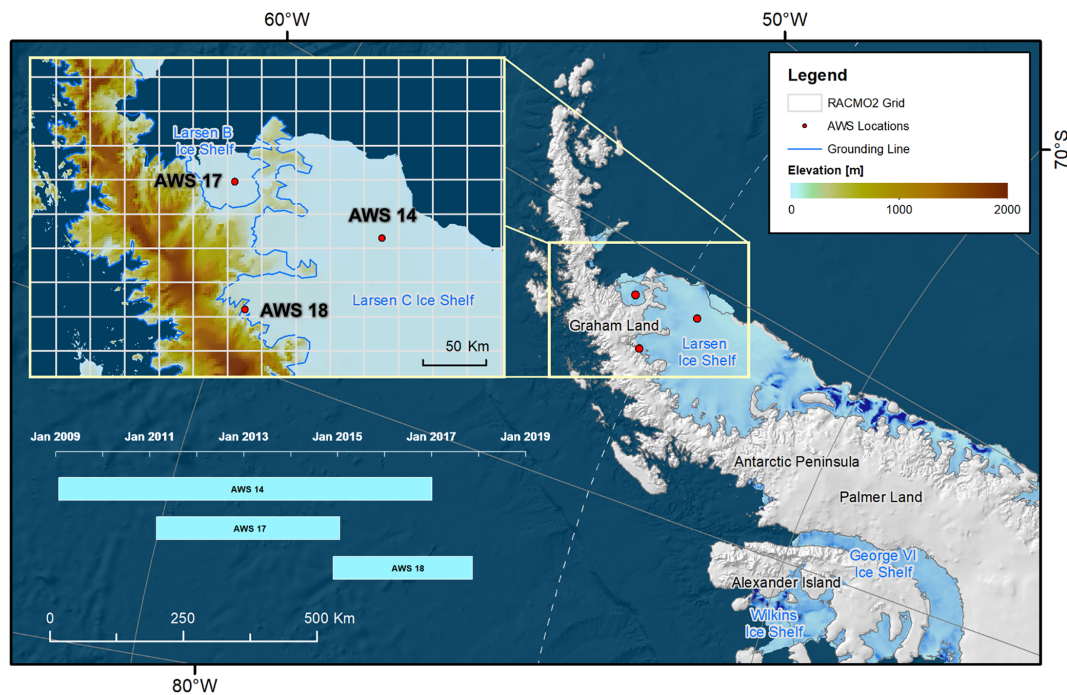 60°W
50°W
Legend
RACMO2 Grid
AWS Locations
Grounding Line
Elevation [m]
0
1000
2000
70°S
Larsen B
Ice Shelf
AWS 17
AWS 14
Larsen C Ice Shelf
AWS 18
50 Km
Graham Land
Larsen
Ice Shelf
Jan 2009
Jan 2011
Jan 2013
Jan 2015
Jan 2017
Jan 2019
AWS 14
AWS 17
AWS 18
Antarctic Peninsula
Palmer Land
George VI
Ice Shelf
Alexander Island
Wilkins
Ice Shelf
0
250
500 Km
80°W